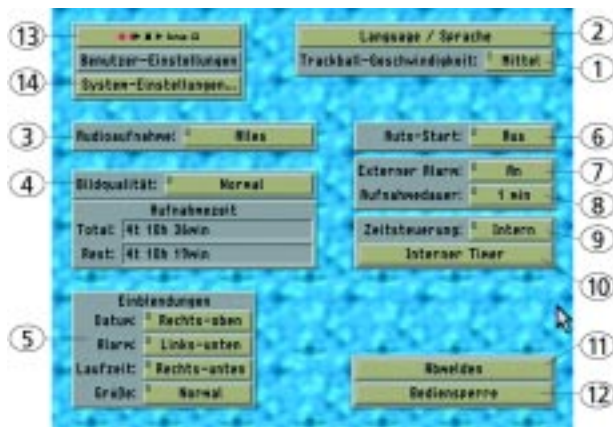 13
Benutzer-Einstellungen
14
System-Einstellungen...
Language / Sprache
2
Trackball-Geschwindigkeit:
Mittel
1
3
Audioaufnahme:
Alles
Auto-Start:
Aus
6
4
Bildqualität:
Normal
Externer Alarm:
An
7
Aufnahmedauer:
1 min
8
Aufnahmezeit
Total: 4t 18h 36min
Rest: 4t 18h 19min
Zeitsteuerung:
Intern
9
Interner Timer
10
5
Einblendungen
Datum:
Rechts-oben
Alarm:
Links-unten
Laufzeit:
Rechts-unten
Größe:
Normal
Abmelden
11
Bediensperre
12